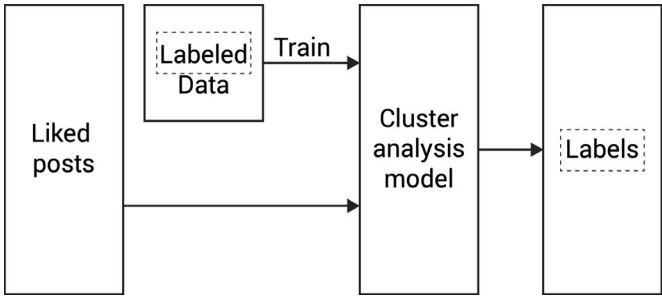 Liked
posts
Labeled
Data
Train
Cluster
analysis
model
Labels